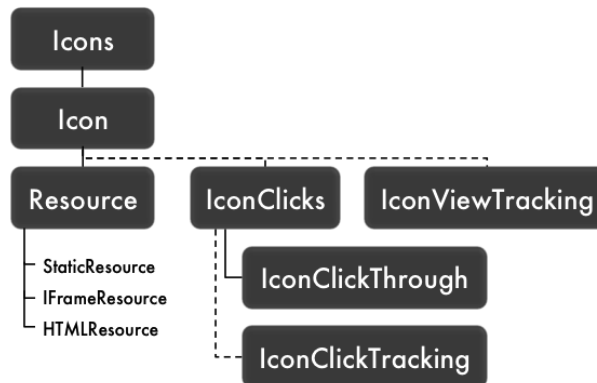 Icons
Icon
Resource
IconClicks
IconViewTracking
StaticResource
IFrameResource
HTMLResource
IconClickThrough
IconClickTracking